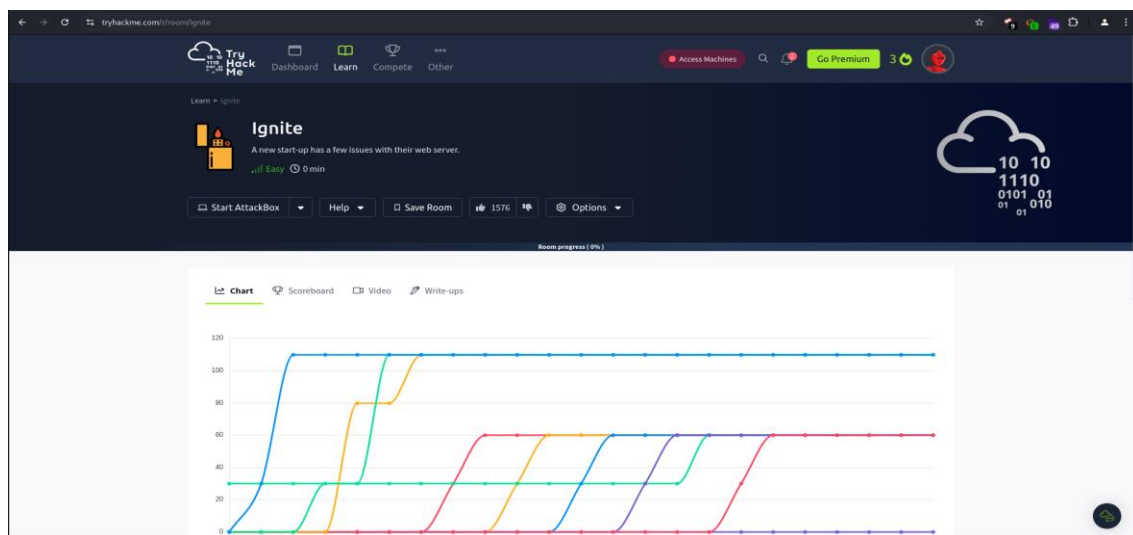 tryhackme.com/r/room/ignite
9 49
Try Hack Me
Dashboard Learn Compete Other
Access Machines Go Premium 3
Learn > Ignite
Ignite
A new start-up has a few issues with their web server.
Easy 0 min
Start AttackBox Help Save Room 1576 Options
10 10
1110
0101 01
01 010
01
Room progress ( 0% )
Chart Scoreboard Video Write-ups
120
100
80
60
40
20
0